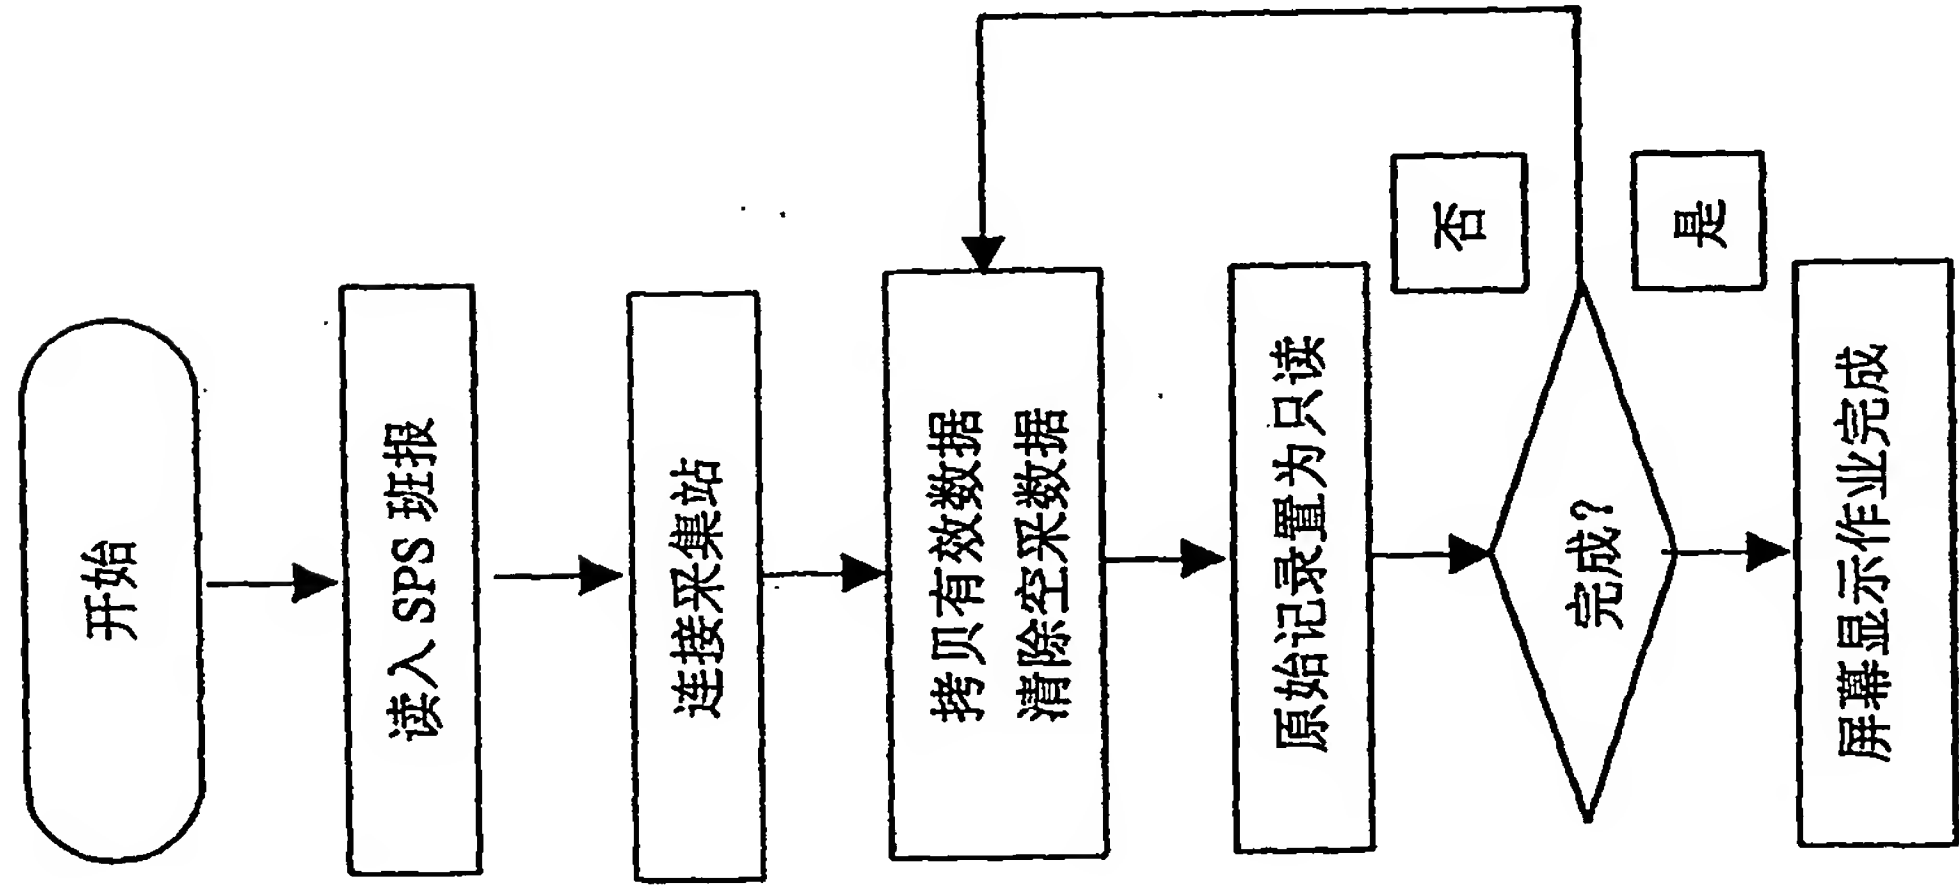 开始
读入 SPS 班报
连接采集站
拷贝有效数据
清除空采数据
原始记录置为只读
否
完成?
是
屏幕显示作业完成